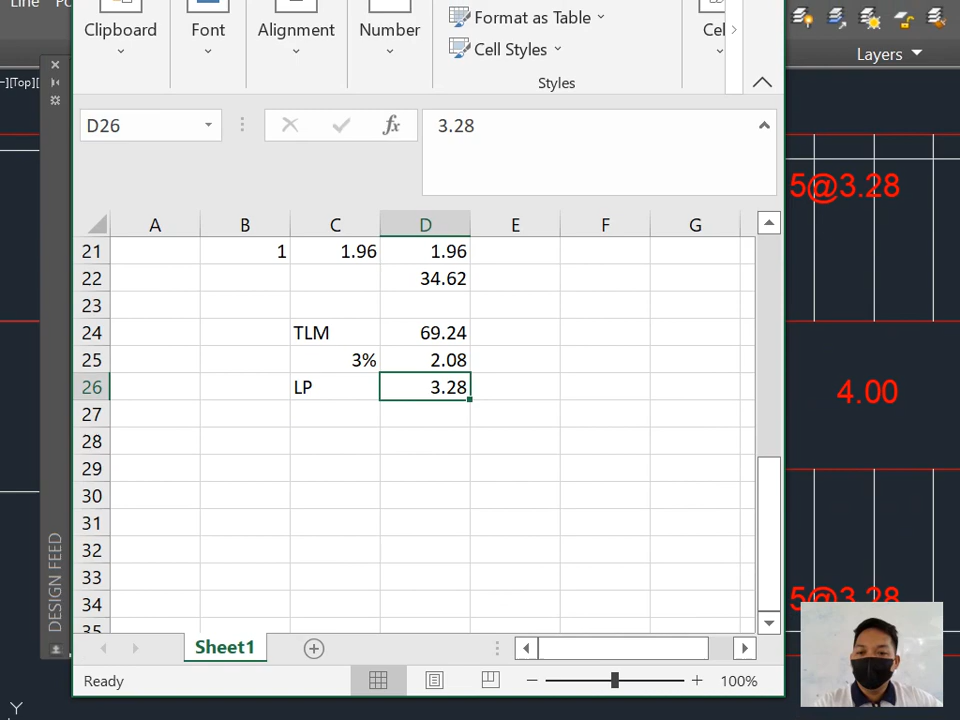 Line
Clipboard
Font
Alignment
Number
Format as Table
Cell Styles
Styles
Cel
Layers
-][Top][
D26
fx
3.28
5@3.28
A B C D E F G
21 1 1.96 1.96
22 34.62
23
24 TLM 69.24
25 3% 2.08
26 LP 3.28
27
28
29
30
31
32
33
34
35
4.00
5@3.28
DESIGN FEED
Sheet1
Ready
100%
Y